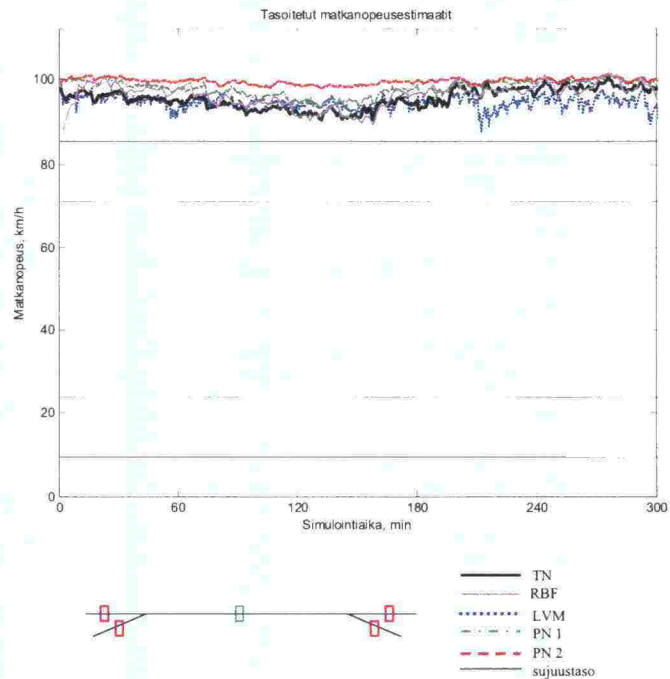 Tasoitetut matkanopeusestimaatit
100
80
60
40
20
0
Matkanopeus, km/h
0 60 120 180 240 300
Simulointiaika, min
TN
RBF
LVM
PN 1
PN 2
sujuustaso